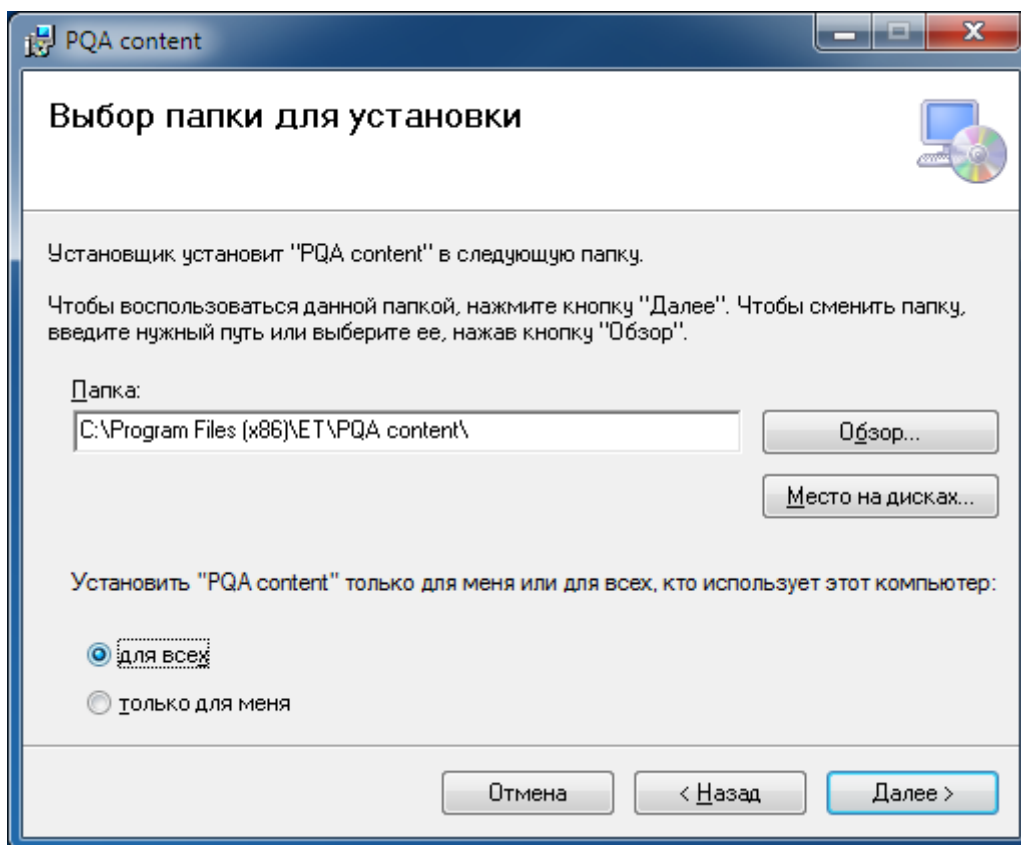 PQA content
Выбор папки для установки
Установщик установит "PQA content" в следующую папку.
Чтобы воспользоваться данной папкой, нажмите кнопку "Далее". Чтобы сменить папку,
введите нужный путь или выберите ее, нажав кнопку "Обзор".
Папка:
C:\Program Files (x86)\ET\PQA content\
Обзор...
Место на дисках...
Установить "PQA content" только для меня или для всех, кто использует этот компьютер:
для всех
только для меня
Отмена
< Назад
Далее >